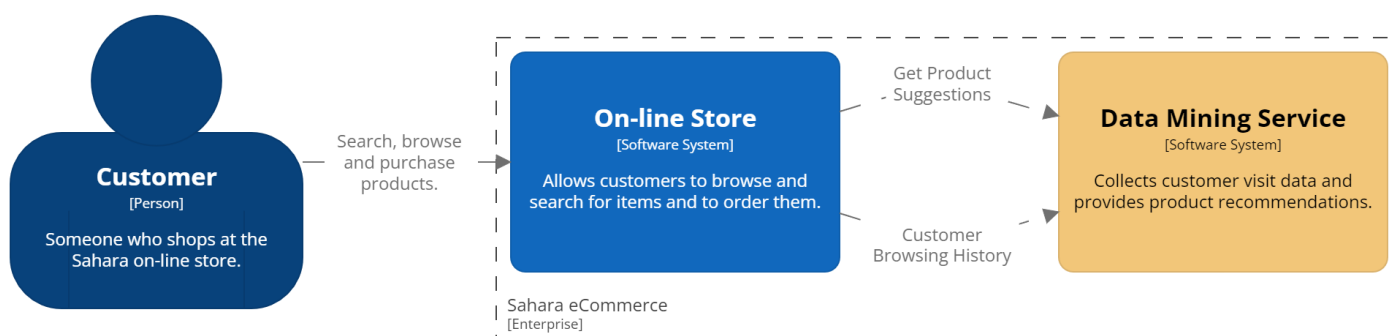 Customer
[Person]
Someone who shops at the
Sahara on-line store.
Search, browse
and purchase
products.
On-line Store
[Software System]
Allows customers to browse and
search for items and to order them.
Get Product
Suggestions
Customer
Browsing History
Data Mining Service
[Software System]
Collects customer visit data and
provides product recommendations.
Sahara eCommerce
[Enterprise]